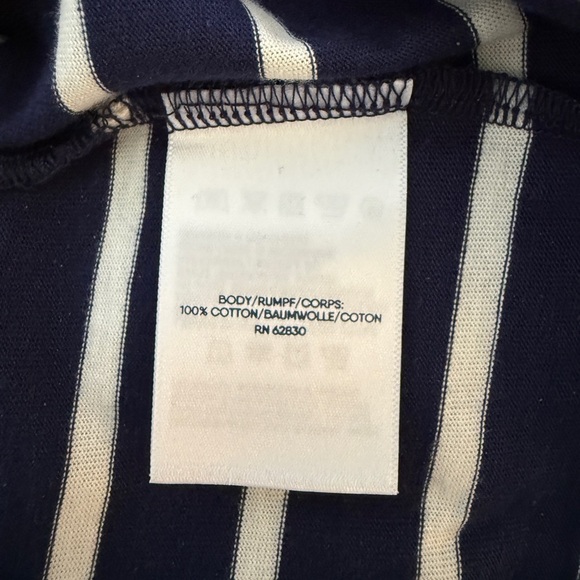 BODY/RUMPF/CORPS:
100% COTTON/BAUMWOLLE/COTON
RN 62830